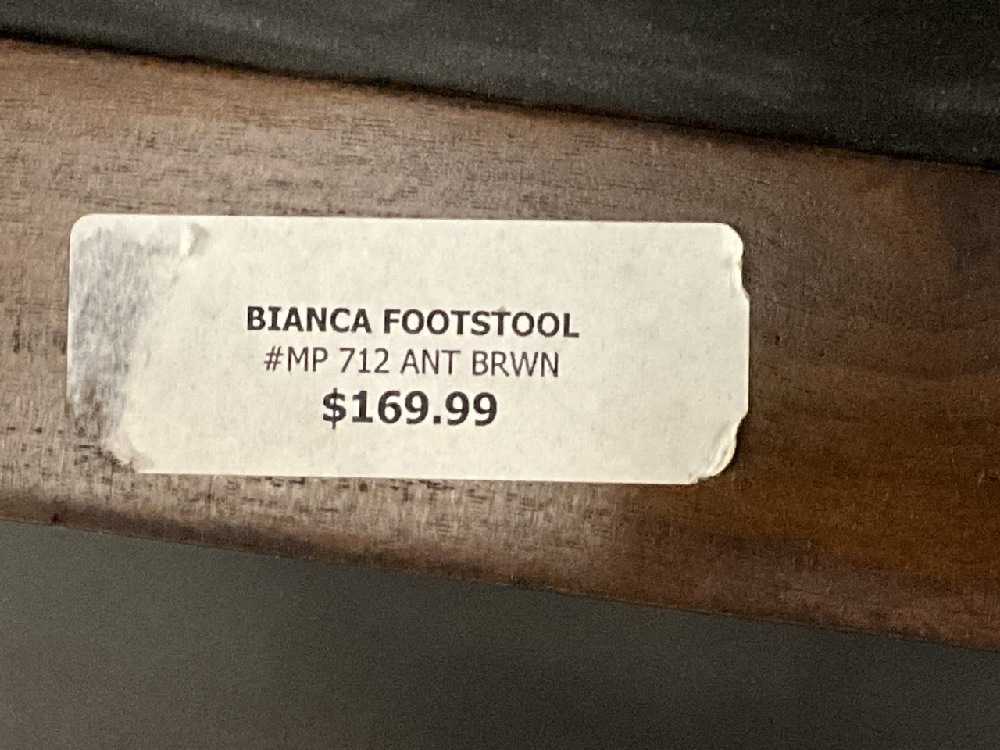 BIANCA FOOTSTOOL
#MP 712 ANT BRWN
$169.99